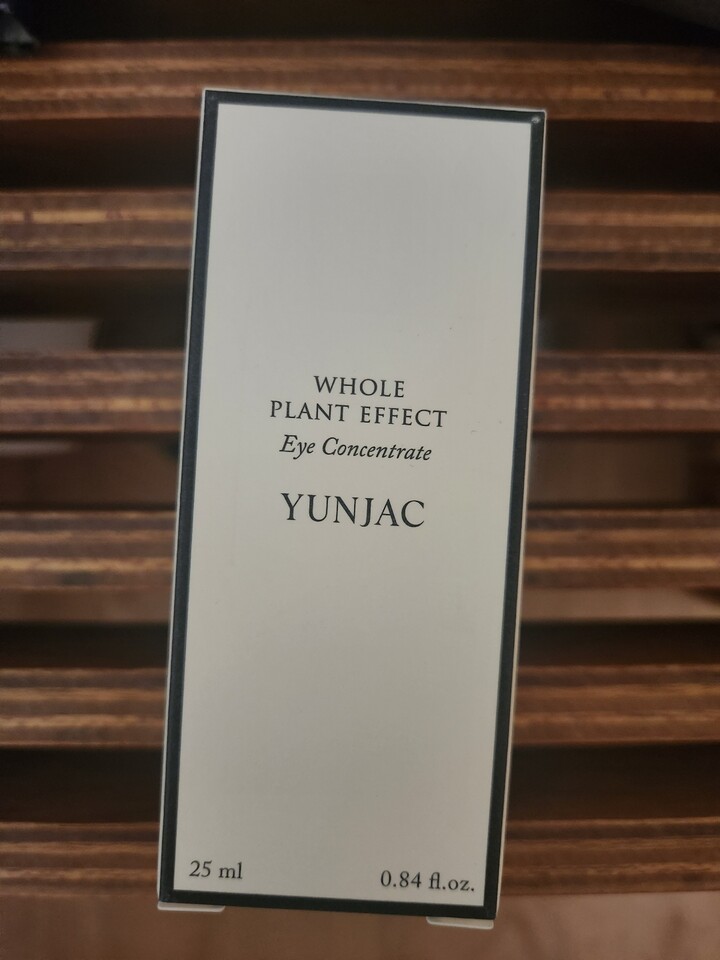 WHOLE
PLANT EFFECT
Eye Concentrate
YUNJAC
25 ml
0.84 fl.oz.